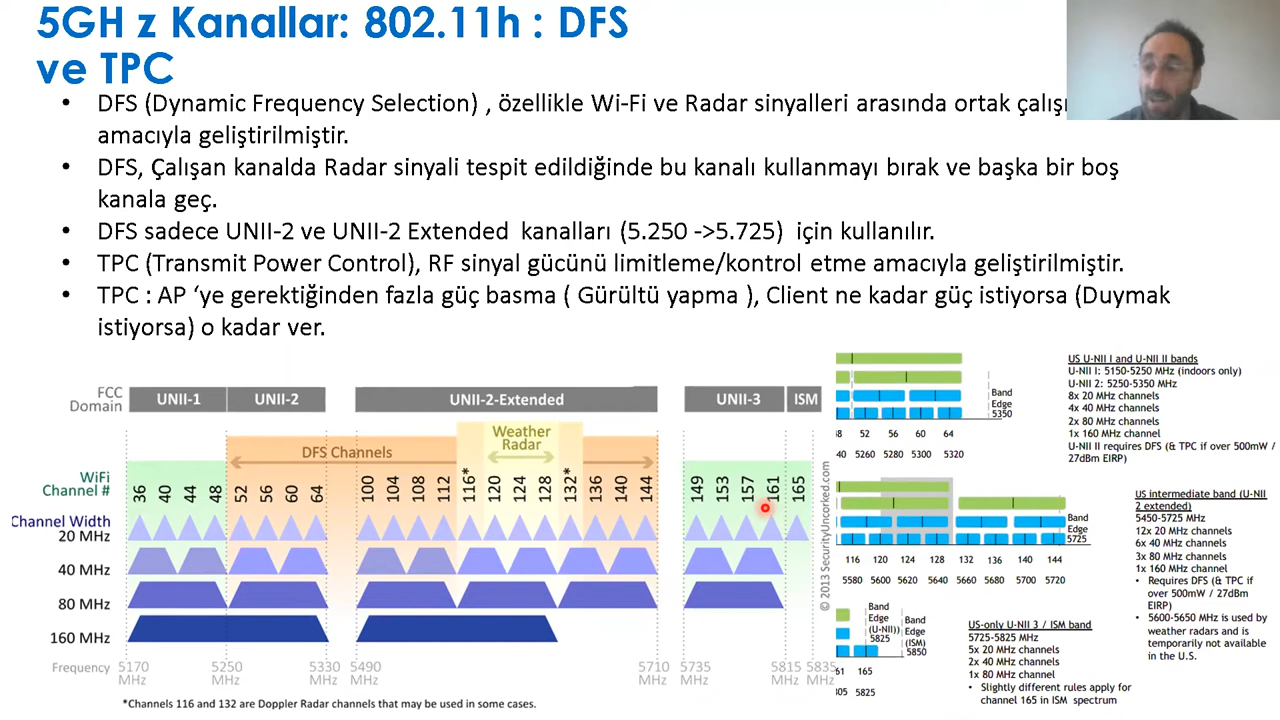 5GH z Kanallar: 802.11h : DFS
ve TPC
• DFS (Dynamic Frequency Selection) , özellikle Wi-Fi ve Radar sinyalleri arasında ortak
amacıyla geliştirilmiştir.
• DFS, Çalışan kanalda Radar sinyali tespit edildiğinde bu kanalı kullanmayı bırak ve başka bir boş
kanala geç.
• DFS sadece UNII-2 ve UNII-2 Extended kanalları (5.250 ->5.725) için kullanılır.
• TPC (Transmit Power Control), RF sinyal gücünü limitleme/kontrol etme amacıyla geliştirilmiştir.
• TPC : AP ‘ye gerektiğinden fazla güç basma ( Gürültü yapma ), Client ne kadar güç istiyorsa (Duymak
istiyorsa) o kadar ver.
FCC
Domain
UNII-1 UNII-2 UNII-2-Extended UNII-3 ISM
Weather
Radar
DFS Channels
WiFi
Channel #
36 40 44 48 52 56 60 64 100 104 108 112 116* 120 124 128 132* 136 140 144 149 153 157 161 165
Channel Width
20 MHz
40 MHz
80 MHz
160 MHz
Frequency
5170 MHz
5250 MHz
5330 MHz
5490 MHz
5710 MHz
5735 MHz
5815 MHz
5835 MHz
*Channels 116 and 132 are Doppler Radar channels that may be used in some cases.
© 2013 SecurityUncorked.com
Band
Edge
5350
52 56 60 64
5260 5280 5300 5320
US U-NII I and U-NII II bands
U-NII I: 5150-5250 MHz (indoors only)
U-NII 2: 5250-5350 MHz
8x 20 MHz channels
4x 40 MHz channels
2x 80 MHz channels
1x 160 MHz channel
U-NII II requires DFS (& TPC if over 500mW /
27dBm EIRP)
Band
Edge
5725
116 120 124 128 132 136 140 144
5580 5600 5620 5640 5660 5680 5700 5720
US intermediate band (U-NII
2 extended)
5450-5725 MHz
12x 20 MHz channels
6x 40 MHz channels
3x 80 MHz channels
1x 160 MHz channel
• Requires DFS (& TPC if
over 500mW / 27dBm
EIRP)
• 5600-5650 MHz is used by
weather radars and is
temporarily not available
in the U.S.
Band
Edge
(U-NII)
5825
Band
Edge
(ISM)
5850
165
5825
US-only U-NII 3 / ISM band
5725-5825 MHz
5x 20 MHz channels
2x 40 MHz channels
1x 80 MHz channel
• Slightly different rules apply for
channel 165 in ISM spectrum